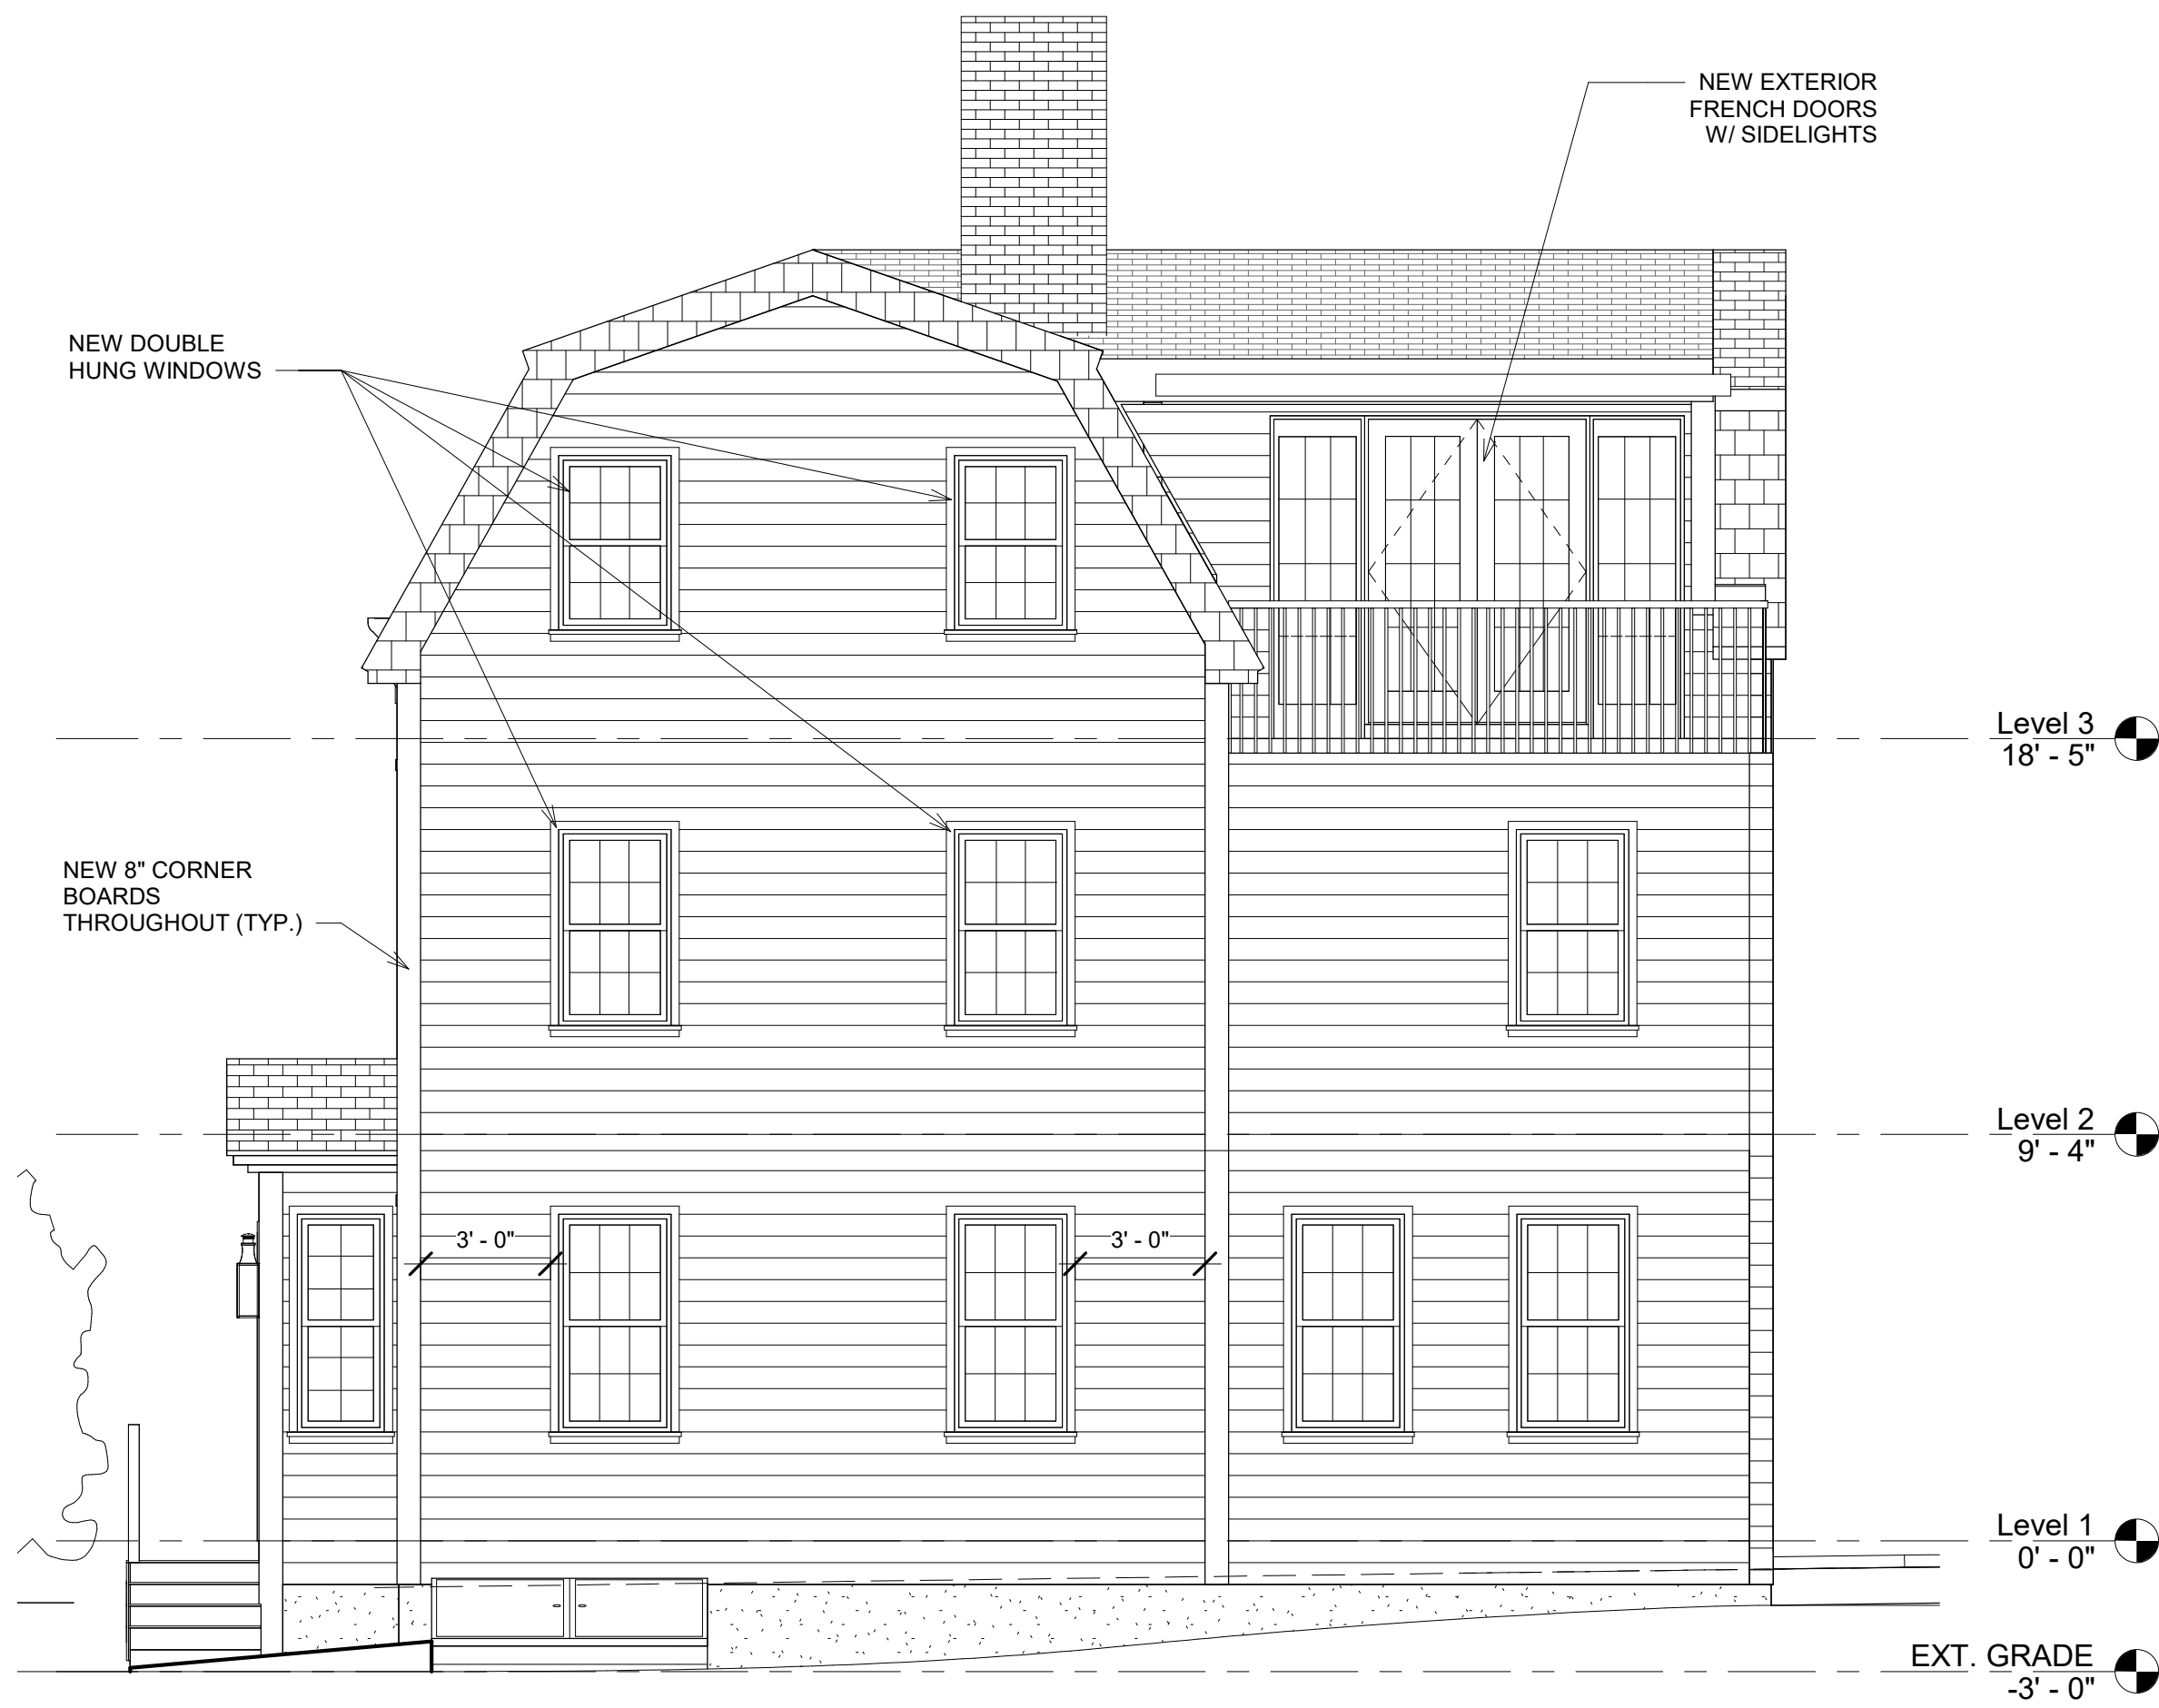 NEW EXTERIOR
FRENCH DOORS
W/ SIDELIGHTS
NEW DOUBLE
HUNG WINDOWS
Level 3
18' - 5"
NEW 8" CORNER
BOARDS
THROUGHOUT (TYP.)
Level 2
9' - 4"
3' - 0"
3' - 0"
Level 1
0' - 0"
EXT. GRADE
-3' - 0"